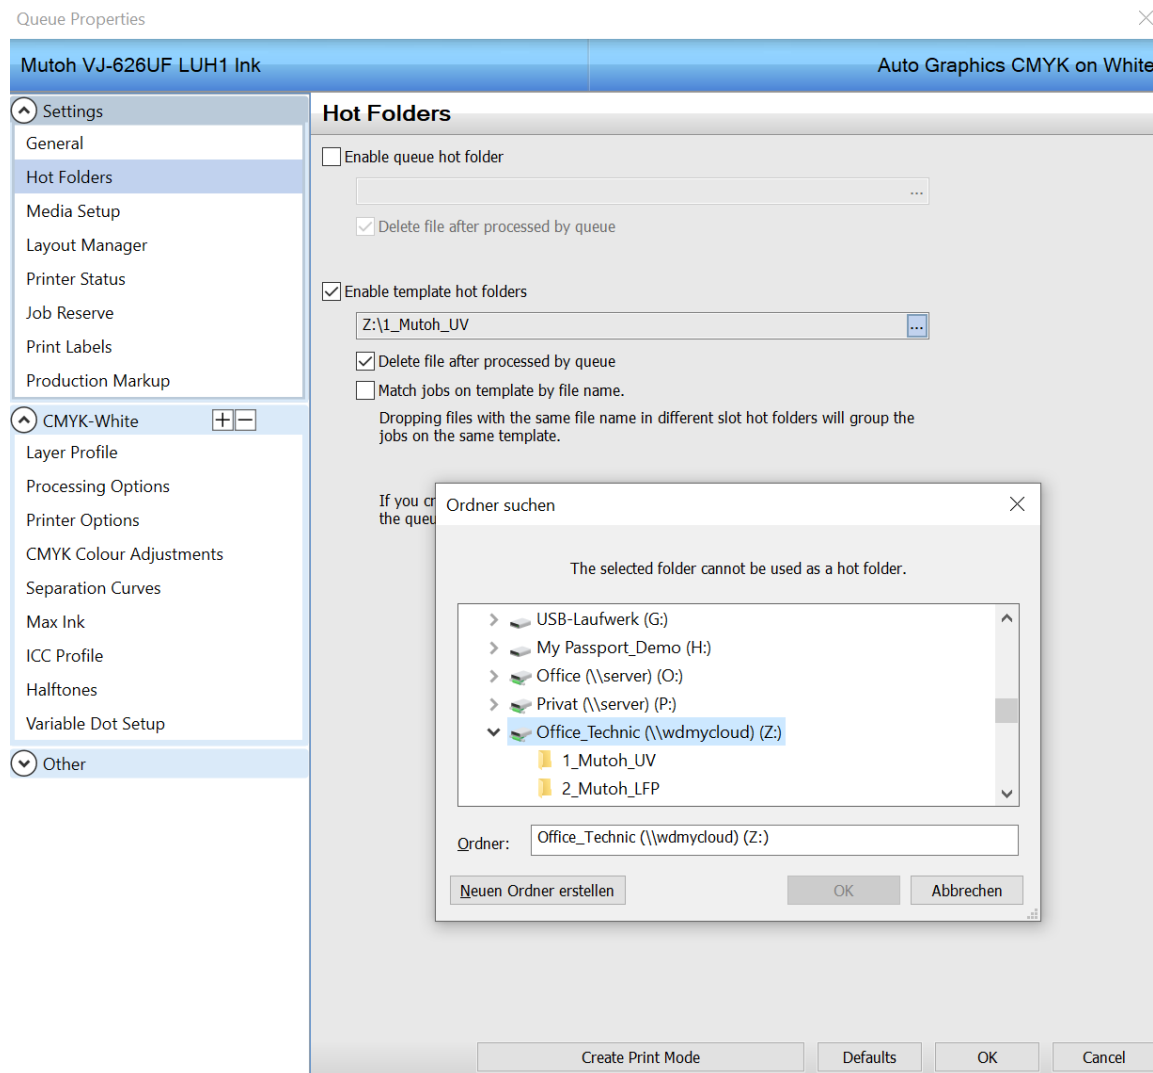 Queue Properties
Mutoh VJ-626UF LUH1 Ink
Auto Graphics CMYK on White
Settings
General
Hot Folders
Media Setup
Layout Manager
Printer Status
Job Reserve
Print Labels
Production Markup
CMYK-White
Layer Profile
Processing Options
Printer Options
CMYK Colour Adjustments
Separation Curves
Max Ink
ICC Profile
Halftones
Variable Dot Setup
Other
Hot Folders
Enable queue hot folder
...
Delete file after processed by queue
Enable template hot folders
Z:\1_Mutoh_UV
...
Delete file after processed by queue
Match jobs on template by file name.
Dropping files with the same file name in different slot hot folders will group the
jobs on the same template.
If you cr
the queu
Ordner suchen
The selected folder cannot be used as a hot folder.
USB-Laufwerk (G:)
My Passport_Demo (H:)
Office (\\server) (O:)
Privat (\\server) (P:)
Office_Technic (\\wdmycloud) (Z:)
1_Mutoh_UV
2_Mutoh_LFP
Ordner:
Office_Technic (\\wdmycloud) (Z:)
Neuen Ordner erstellen
OK
Abbrechen
Create Print Mode
Defaults
OK
Cancel